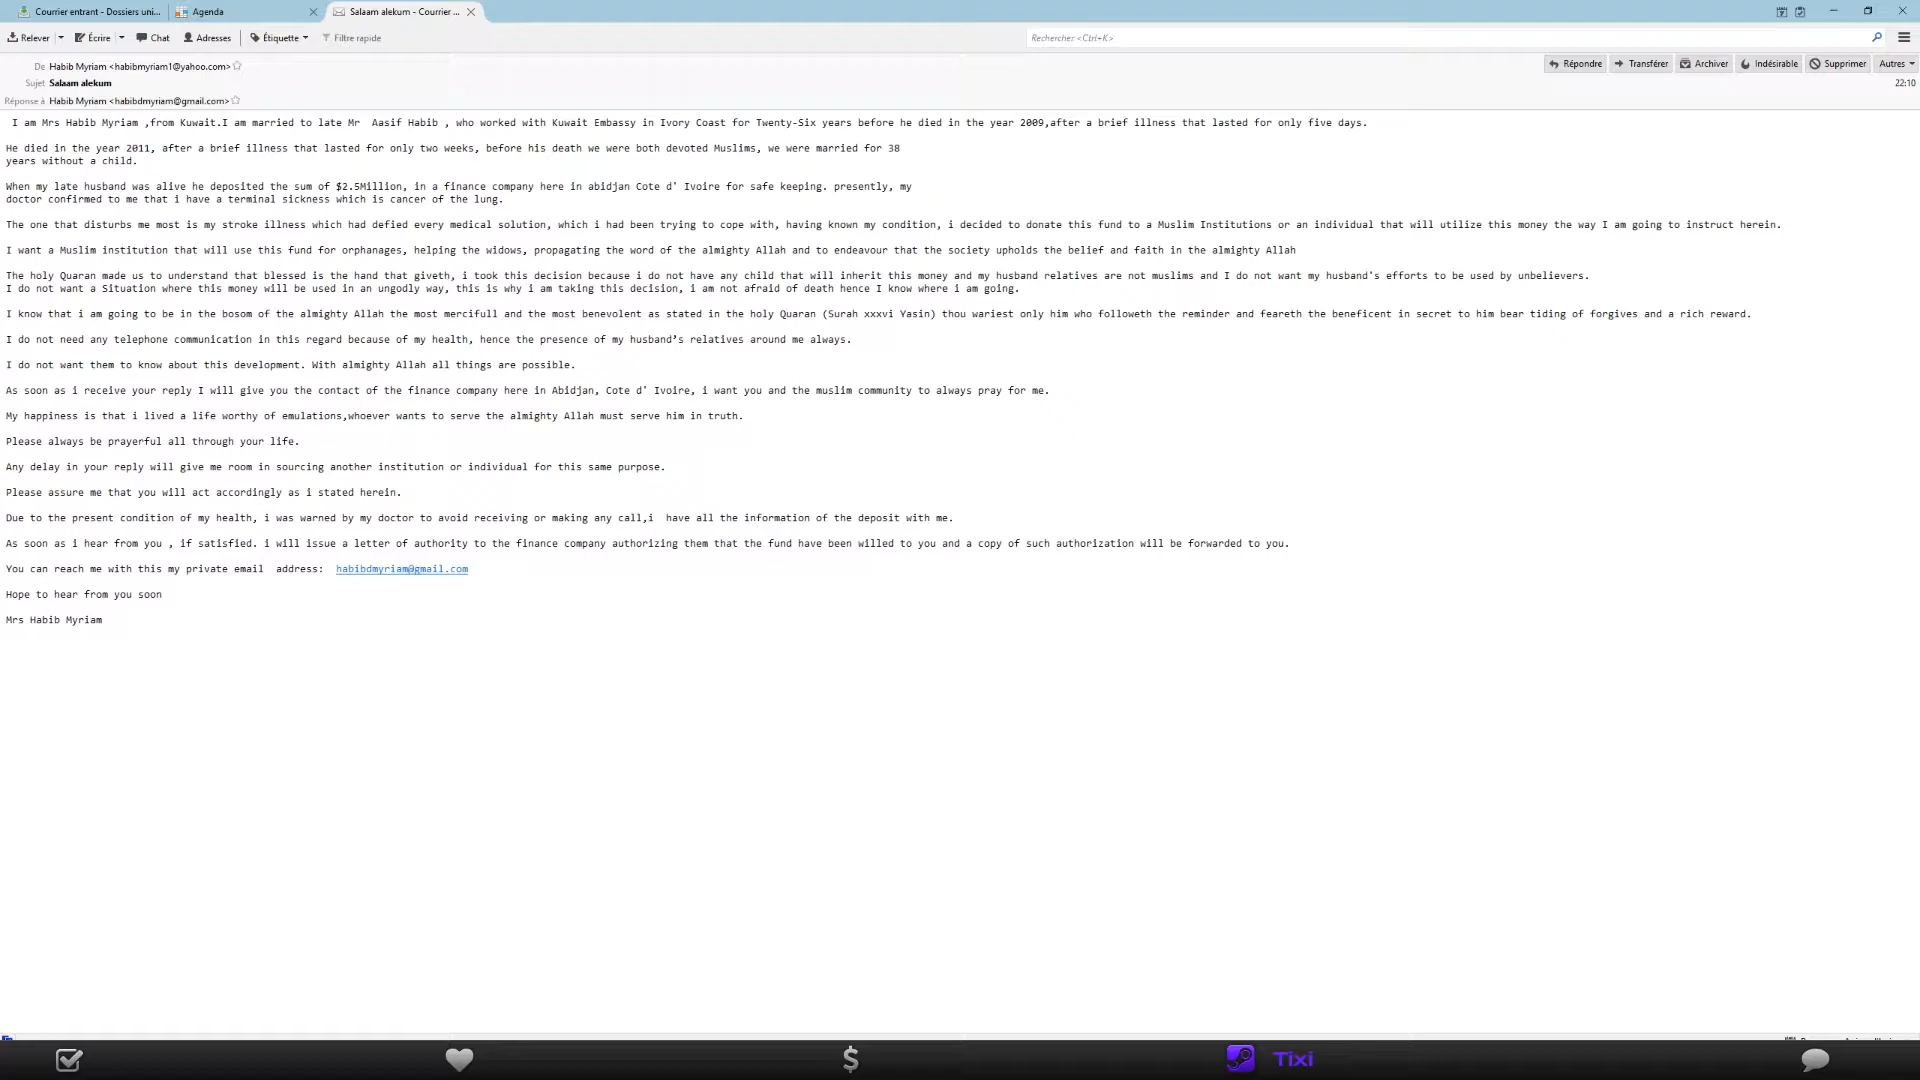 Courrier entrant - Dossiers uni...
Agenda
Salaam alekum - Courrier ...
Relever
Écrire
Chat
Adresses
Étiquette
Filtre rapide
Rechercher <Ctrl+K>
De Habib Myriam <habibmyriam1@yahoo.com>
Répondre
Transférer
Archiver
Indésirable
Supprimer
Autres
Sujet Salaam alekum
22:10
Réponse à Habib Myriam <habibdmyriam@gmail.com>
I am Mrs Habib Myriam ,from Kuwait.I am married to late Mr  Aasif Habib , who worked with Kuwait Embassy in Ivory Coast for Twenty-Six years before he died in the year 2009,after a brief illness that lasted for only five days.
He died in the year 2011, after a brief illness that lasted for only two weeks, before his death we were both devoted Muslims, we were married for 38
years without a child.
When my late husband was alive he deposited the sum of $2.5Million, in a finance company here in abidjan Cote d' Ivoire for safe keeping. presently, my
doctor confirmed to me that i have a terminal sickness which is cancer of the lung.
The one that disturbs me most is my stroke illness which had defied every medical solution, which i had been trying to cope with, having known my condition, i decided to donate this fund to a Muslim Institutions or an individual that will utilize this money the way I am going to instruct herein.
I want a Muslim institution that will use this fund for orphanages, helping the widows, propagating the word of the almighty Allah and to endeavour that the society upholds the belief and faith in the almighty Allah
The holy Quaran made us to understand that blessed is the hand that giveth, i took this decision because i do not have any child that will inherit this money and my husband relatives are not muslims and I do not want my husband's efforts to be used by unbelievers.
I do not want a Situation where this money will be used in an ungodly way, this is why i am taking this decision, i am not afraid of death hence I know where i am going.
I know that i am going to be in the bosom of the almighty Allah the most mercifull and the most benevolent as stated in the holy Quaran (Surah xxxvi Yasin) thou wariest only him who followeth the reminder and feareth the beneficent in secret to him bear tiding of forgives and a rich reward.
I do not need any telephone communication in this regard because of my health, hence the presence of my husband’s relatives around me always.
I do not want them to know about this development. With almighty Allah all things are possible.
As soon as i receive your reply I will give you the contact of the finance company here in Abidjan, Cote d' Ivoire, i want you and the muslim community to always pray for me.
My happiness is that i lived a life worthy of emulations,whoever wants to serve the almighty Allah must serve him in truth.
Please always be prayerful all through your life.
Any delay in your reply will give me room in sourcing another institution or individual for this same purpose.
Please assure me that you will act accordingly as i stated herein.
Due to the present condition of my health, i was warned by my doctor to avoid receiving or making any call,i  have all the information of the deposit with me.
As soon as i hear from you , if satisfied. i will issue a letter of authority to the finance company authorizing them that the fund have been willed to you and a copy of such authorization will be forwarded to you.
You can reach me with this my private email  address:  habibdmyriam@gmail.com
Hope to hear from you soon
Mrs Habib Myriam
$
Tixi